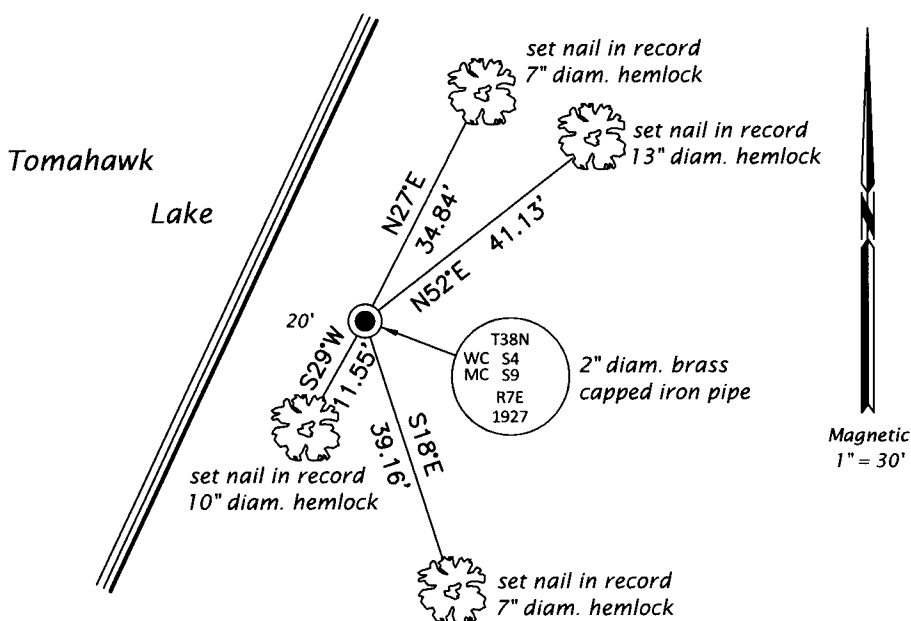 set nail in record
7" diam. hemlock
set nail in record
13" diam. hemlock
Tomahawk
Lake
N27°E
34.84'
41.13'
N52°E
20'
S29°W
11.55'
T38N
WC S4
MC S9
R7E
1927
2" diam. brass
capped iron pipe
N
Magnetic
1" = 30'
S18°E
39.16'
set nail in record
10" diam. hemlock
set nail in record
7" diam. hemlock